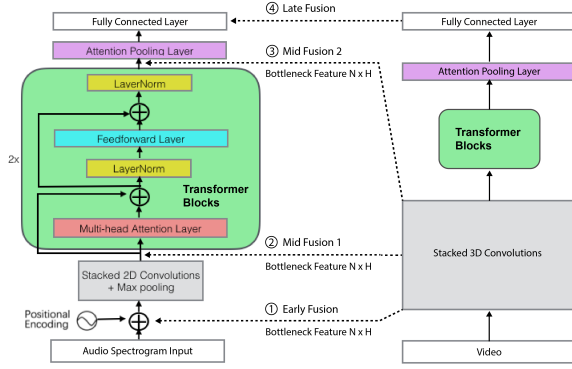 ④ Late Fusion
Fully Connected Layer
Fully Connected Layer
③ Mid Fusion 2
Attention Pooling Layer
Bottleneck Feature N x H
Attention Pooling Layer
LayerNorm
Feedforward Layer
2x
LayerNorm
Transformer
Blocks
Multi-head Attention Layer
Transformer
Blocks
② Mid Fusion 1
Bottleneck Feature N x H
Stacked 3D Convolutions
Stacked 2D Convolutions
+ Max pooling
① Early Fusion
Bottleneck Feature N x H
Positional
Encoding
Audio Spectrogram Input
Video